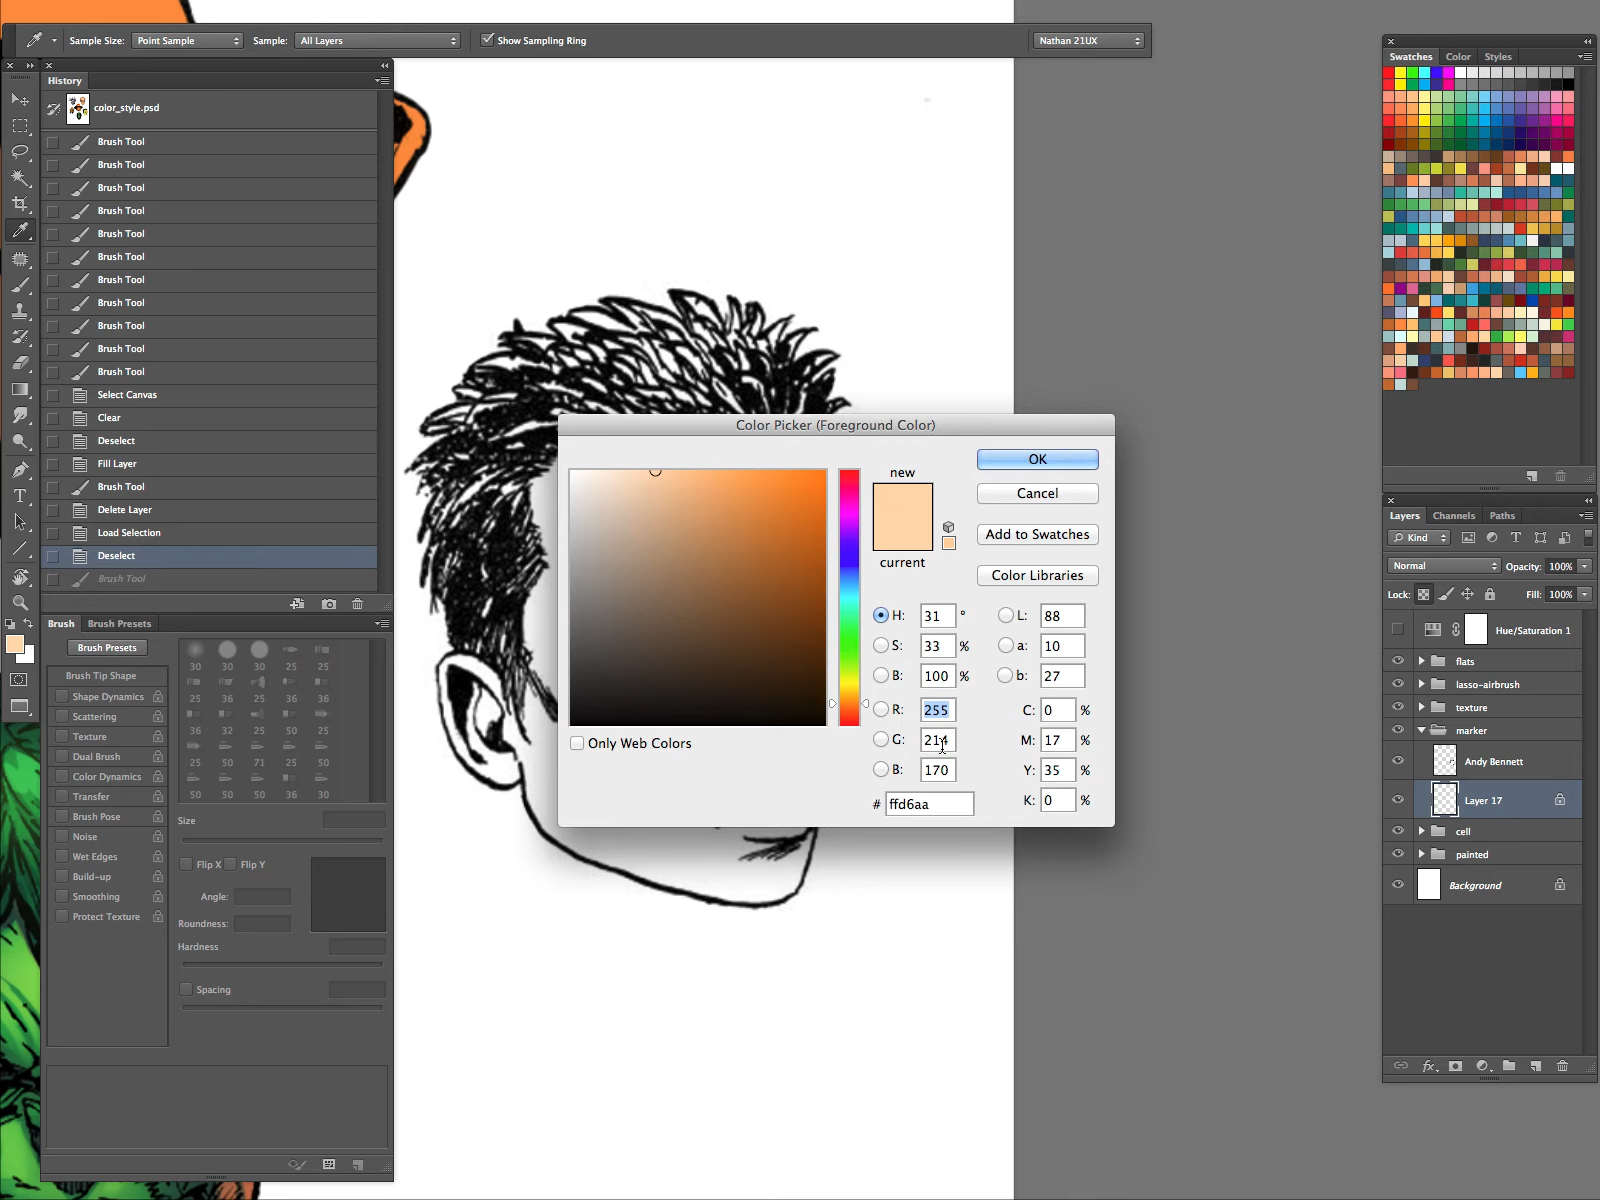 Sample Size: Point Sample Sample: All Layers Show Sampling Ring Nathan 21UX
History
color_style.psd
Brush Tool
Brush Tool
Brush Tool
Brush Tool
Brush Tool
Brush Tool
Brush Tool
Brush Tool
Brush Tool
Brush Tool
Brush Tool
Select Canvas
Clear
Deselect
Fill Layer
Brush Tool
Delete Layer
Load Selection
Deselect
Brush Tool
Brush Brush Presets
Brush Presets
Brush Tip Shape
Shape Dynamics
Scattering
Texture
Dual Brush
Color Dynamics
Transfer
Brush Pose
Noise
Wet Edges
Build-up
Smoothing
Protect Texture
30 30 30 25 25
25 36 25 36 25
36 32 25 50 25
25 50 71 25 50
50 50 50 36 30
Size
Flip X Flip Y
Angle:
Roundness:
Hardness
Spacing
Color Picker (Foreground Color)
new
current
OK
Cancel
Add to Swatches
Color Libraries
H: 31 ° L: 88
S: 33 % a: 10
B: 100 % b: 27
R: 255 C: 0 %
G: 214 M: 17 %
B: 170 Y: 35 %
# ffd6aa K: 0 %
Only Web Colors
Swatches Color Styles
Layers Channels Paths
Kind
Normal Opacity: 100%
Lock: Fill: 100%
Hue/Saturation 1
flats
lasso-airbrush
texture
marker
Andy Bennett
Layer 17
cell
painted
Background